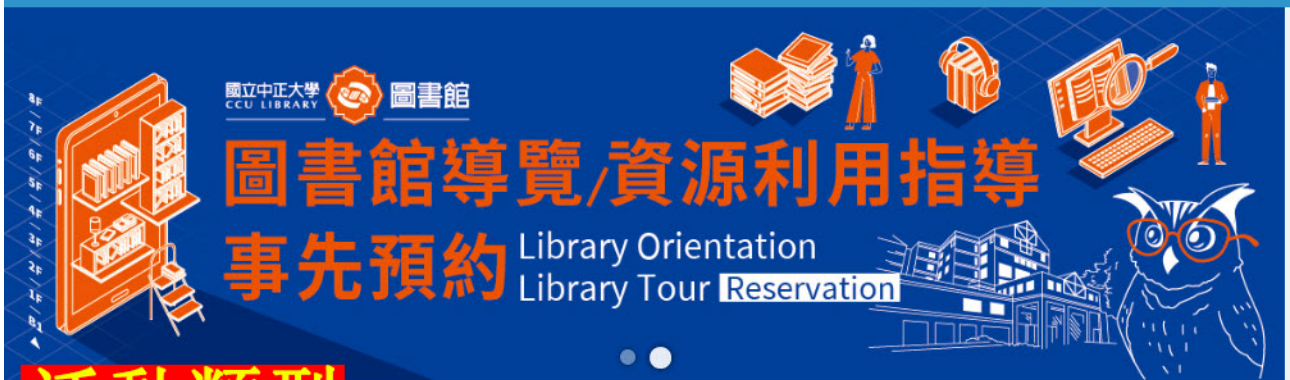 國立中正大學
CCU LIBRARY
圖書館
圖書館導覽/資源利用指導
事先預約
Library Orientation
Library Tour Reservation
8F
7F
6F
5F
4F
3F
2F
1F
B1